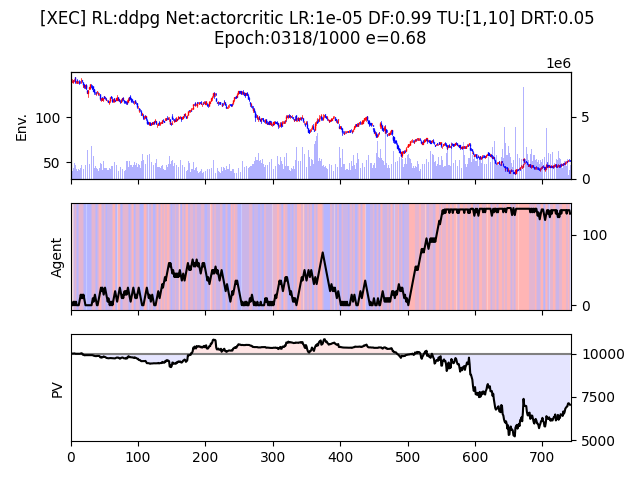 [XEC] RL:ddpg Net:actorcritic LR:1e-05 DF:0.99 TU:[1,10] DRT:0.05
Epoch:0318/1000 e=0.68
1e6
Env.
100
50
5
0
Agent
100
0
PV
10000
7500
5000
0 100 200 300 400 500 600 700